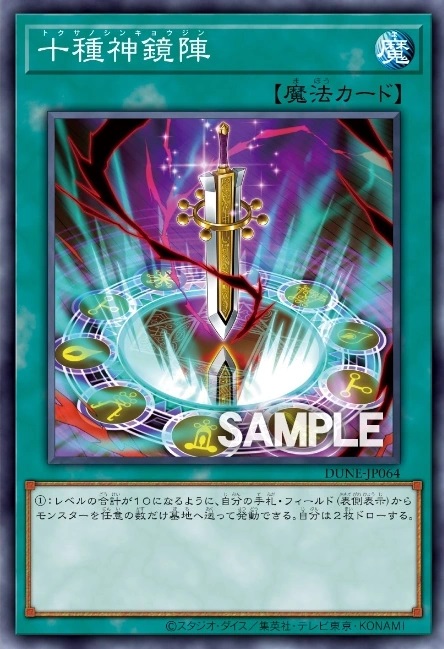 トクサノシンキョウジン
十種神鏡陣
魔
まほう
【魔法カード】
SAMPLE
DUNE-JP064
①:レベルの合計が10になるように、自分の手札・フィールド(表側表示)から
モンスターを任意の数だけ墓地へ送って発動できる。自分は2枚ドローする。
©スタジオ・ダイス/集英社・テレビ東京・KONAMI